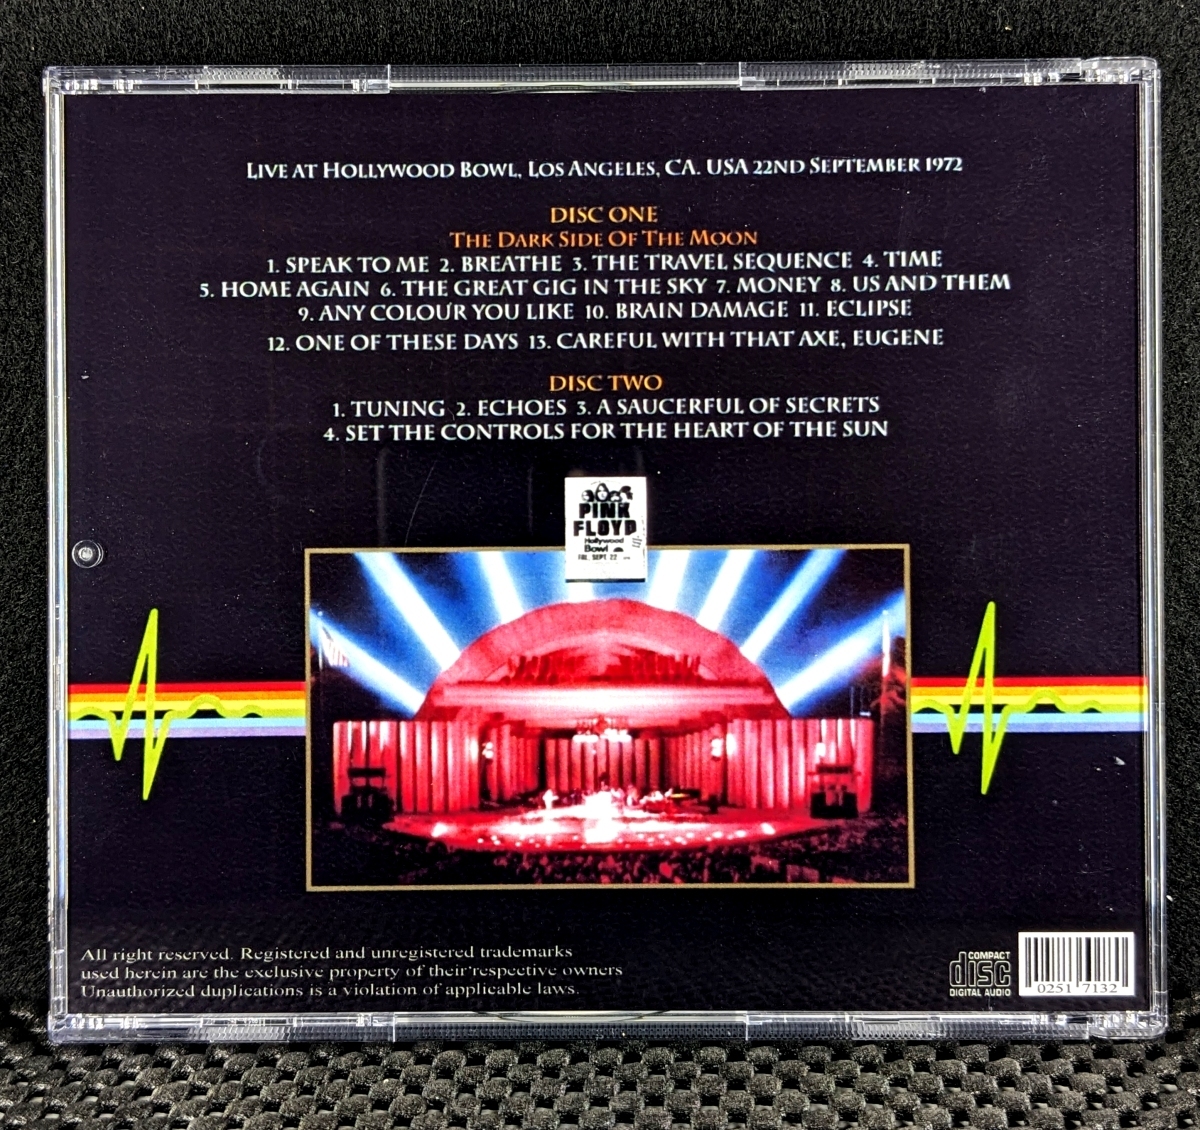 LIVE AT HOLLYWOOD BOWL, LOS ANGELES, CA. USA 22ND SEPTEMBER 1972
DISC ONE
THE DARK SIDE OF THE MOON
1. SPEAK TO ME 2. BREATHE 3. THE TRAVEL SEQUENCE 4. TIME
5. HOME AGAIN 6. THE GREAT GIG IN THE SKY 7. MONEY 8. US AND THEM
9. ANY COLOUR YOU LIKE 10. BRAIN DAMAGE 11. ECLIPSE
12. ONE OF THESE DAYS 13. CAREFUL WITH THAT AXE, EUGENE
DISC TWO
1. TUNING 2. ECHOES 3. A SAUCERFUL OF SECRETS
4. SET THE CONTROLS FOR THE HEART OF THE SUN
PINK
FLOYD
Hollywood
Bowl
FRI. SEPT 22
All right reserved. Registered and unregistered trademarks
used herein are the exclusive property of their respective owners
Unauthorized duplications is a violation of applicable laws.
COMPACT
disc
DIGITAL AUDIO
0251 7132